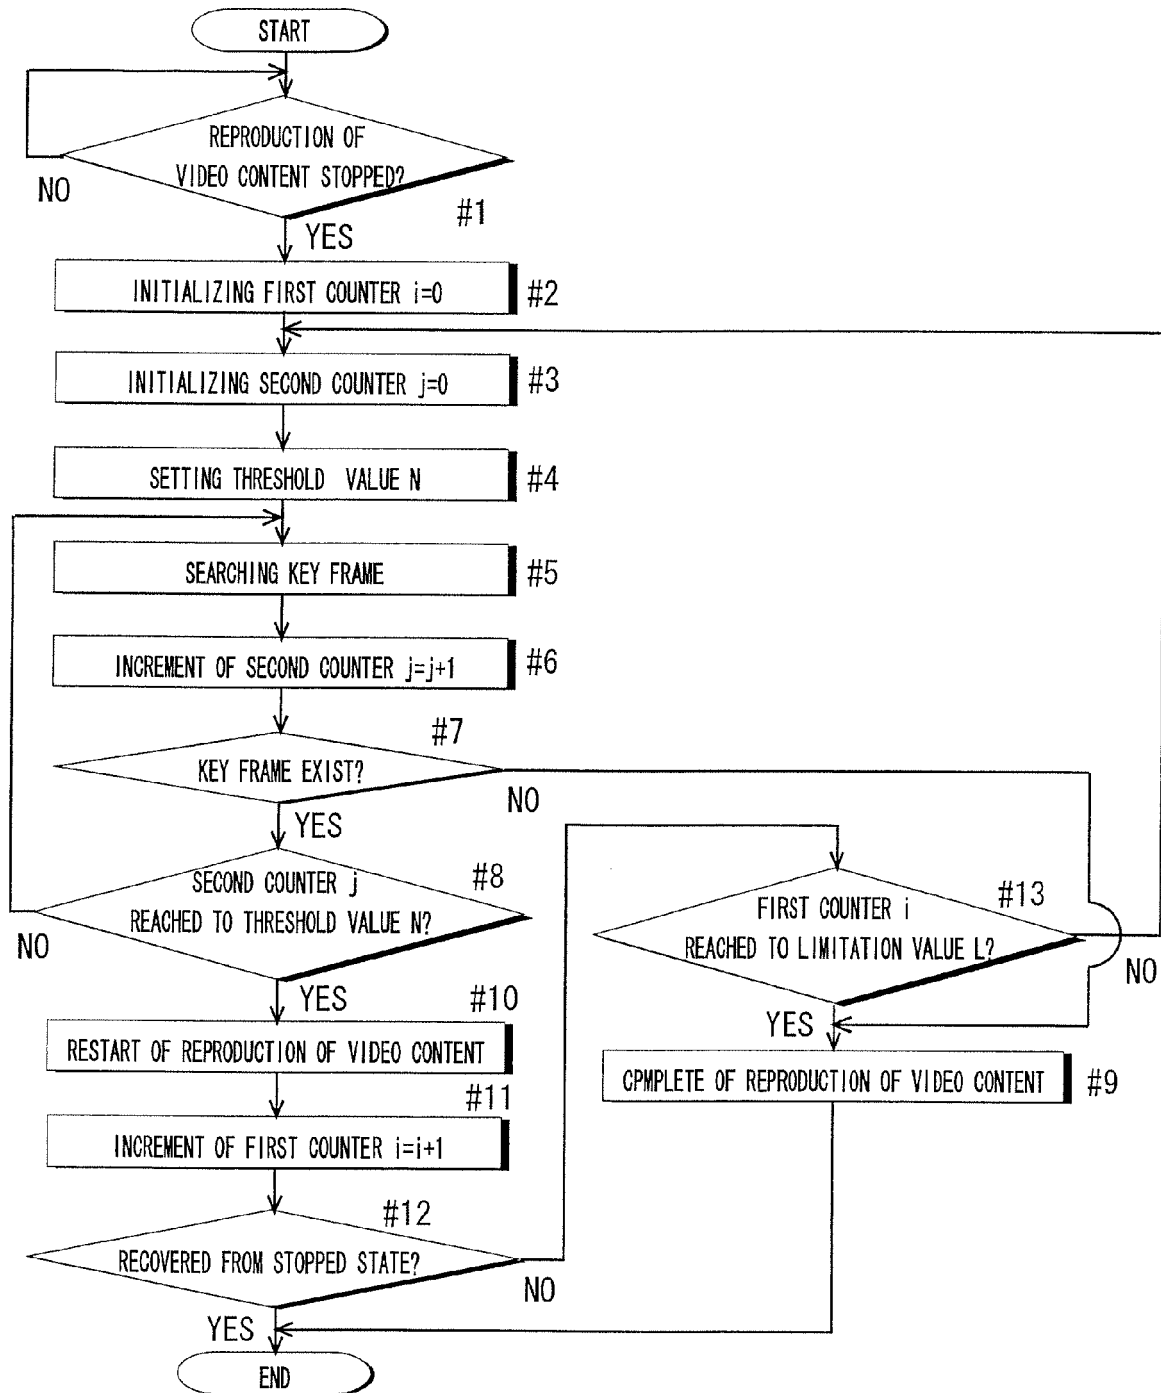 START
REPRODUCTION OF
VIDEO CONTENT STOPPED?
NO
#1
YES
INITIALIZING FIRST COUNTER i=0
#2
INITIALIZING SECOND COUNTER j=0
#3
SETTING THRESHOLD VALUE N
#4
SEARCHING KEY FRAME
#5
INCREMENT OF SECOND COUNTER j=j+1
#6
#7
KEY FRAME EXIST?
NO
YES
SECOND COUNTER j
REACHED TO THRESHOLD VALUE N?
#8
NO
YES
#10
RESTART OF REPRODUCTION OF VIDEO CONTENT
#11
INCREMENT OF FIRST COUNTER i=i+1
#12
RECOVERED FROM STOPPED STATE?
NO
YES
#13
FIRST COUNTER i
REACHED TO LIMITATION VALUE L?
NO
YES
CPMPLETE OF REPRODUCTION OF VIDEO CONTENT
#9
END